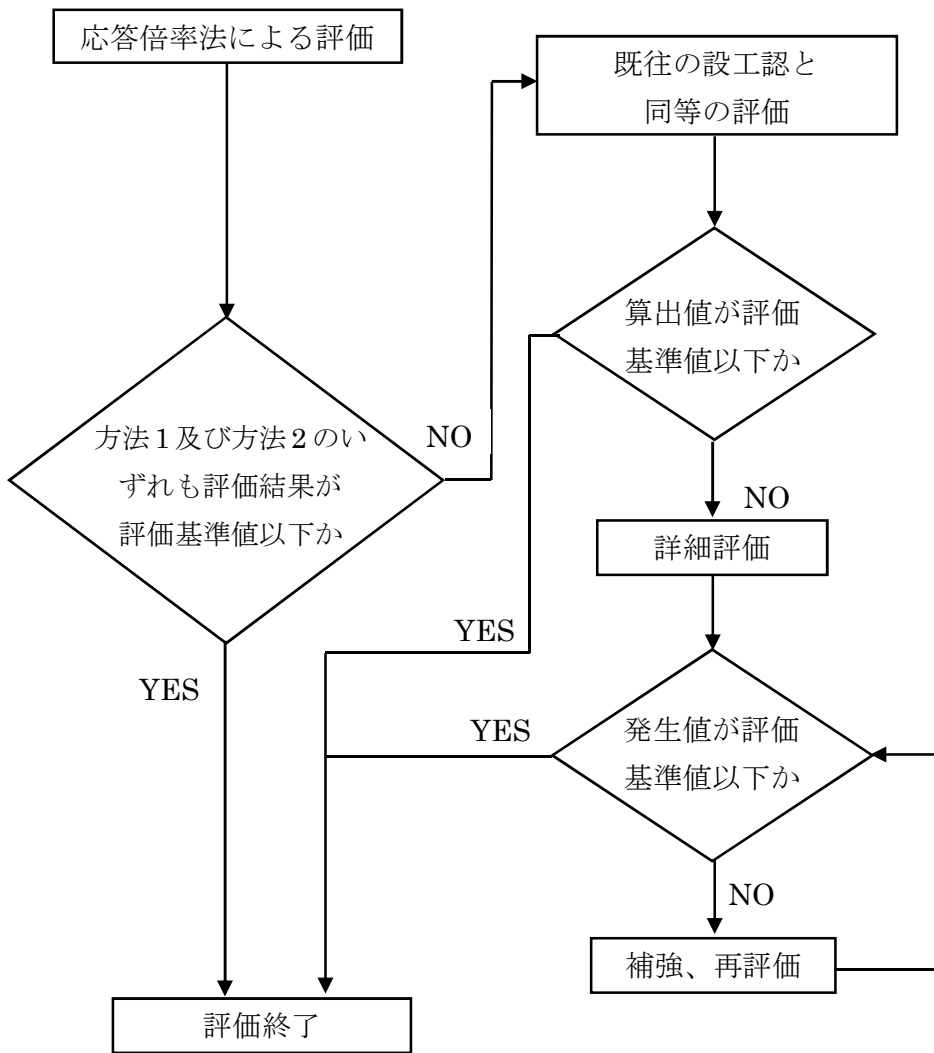 応答倍率法による評価
既往の設工認と
同等の評価
算出値が評価
基準値以下か
方法１及び方法２のい
ずれも評価結果が
評価基準値以下か
NO
NO
詳細評価
YES
YES
YES
発生値が評価
基準値以下か
NO
補強、再評価
評価終了